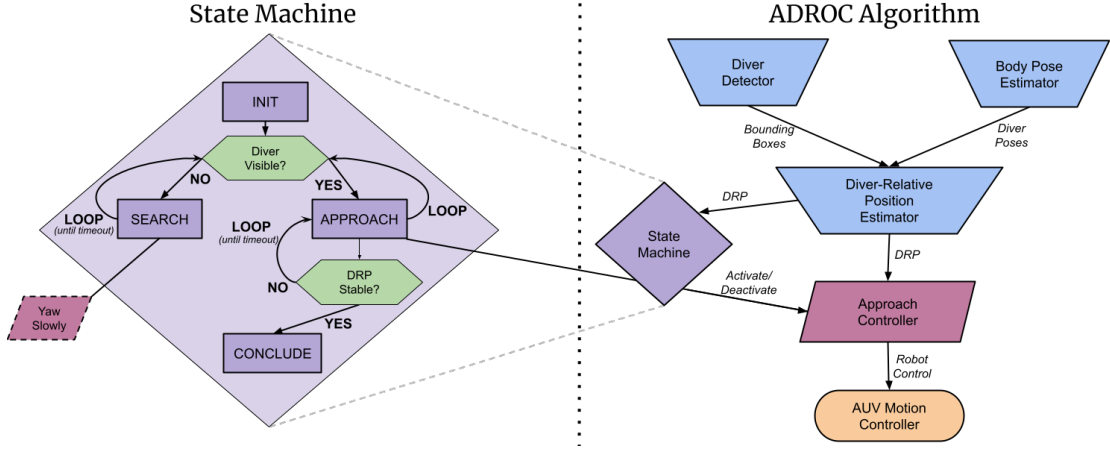 State Machine
INIT
Diver
Visible?
NO
YES
LOOP
(until timeout)
SEARCH
APPROACH
LOOP
LOOP
(until timeout)
DRP
Stable?
NO
YES
Yaw
Slowly
CONCLUDE
ADROC Algorithm
Diver
Detector
Body Pose
Estimator
Bounding
Boxes
Diver
Poses
Diver-Relative
Position
Estimator
DRP
State
Machine
DRP
Activate/
Deactivate
Approach
Controller
Robot
Control
AUV Motion
Controller